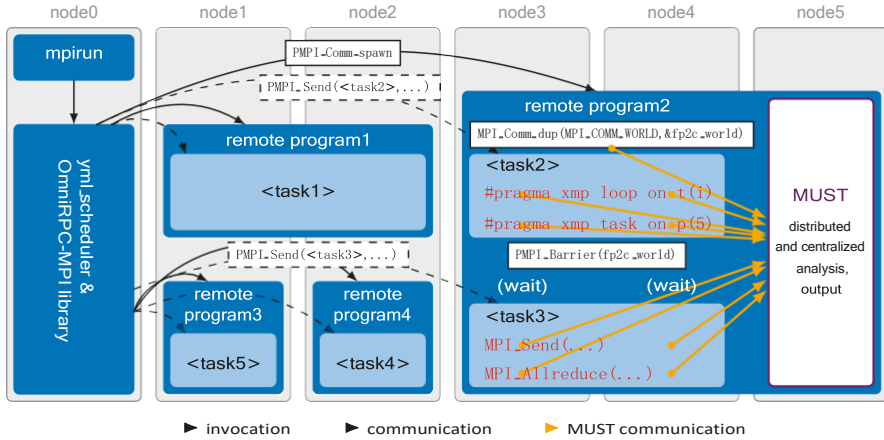 node0
node1
node2
node3
node4
node5
mpirun
PMPI_Comm_spawn
PMPI_Send(<task2>,...)
remote program2
MPI_Comm_dup(MPI_COMM_WORLD,&fp2c_world)
remote program1
<task1>
<task2>
#pragma xmp loop on t(i)
#pragma xmp task on p(5)
yml_scheduler &
OmniRPC-MPI library
MUST
distributed
and centralized
analysis,
output
PMPI_Send(<task3>,...)
PMPI_Barrier(fp2c_world)
(wait)
(wait)
remote
program3
remote
program4
<task5>
<task4>
<task3>
MPI_Send(...)
MPI_Allreduce(...)
invocation
communication
MUST communication